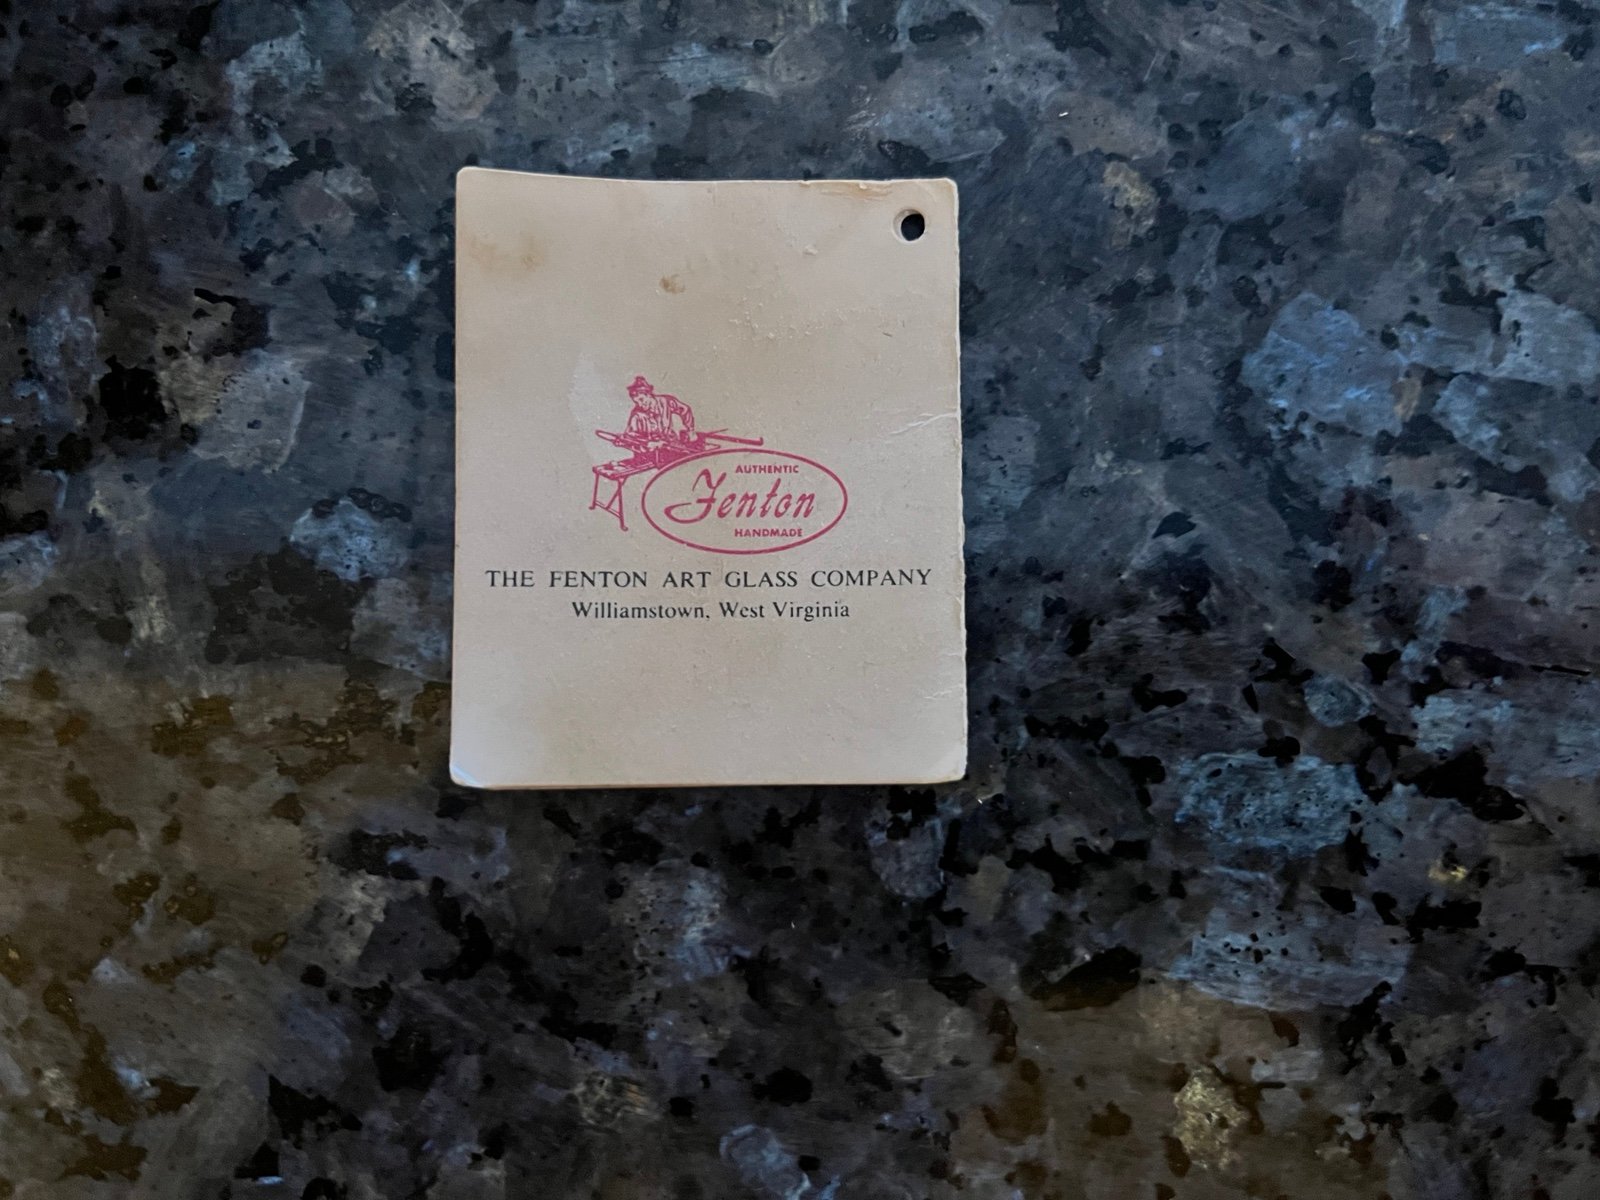 AUTHENTIC
Fenton
HANDMADE
THE FENTON ART GLASS COMPANY
Williamstown, West Virginia